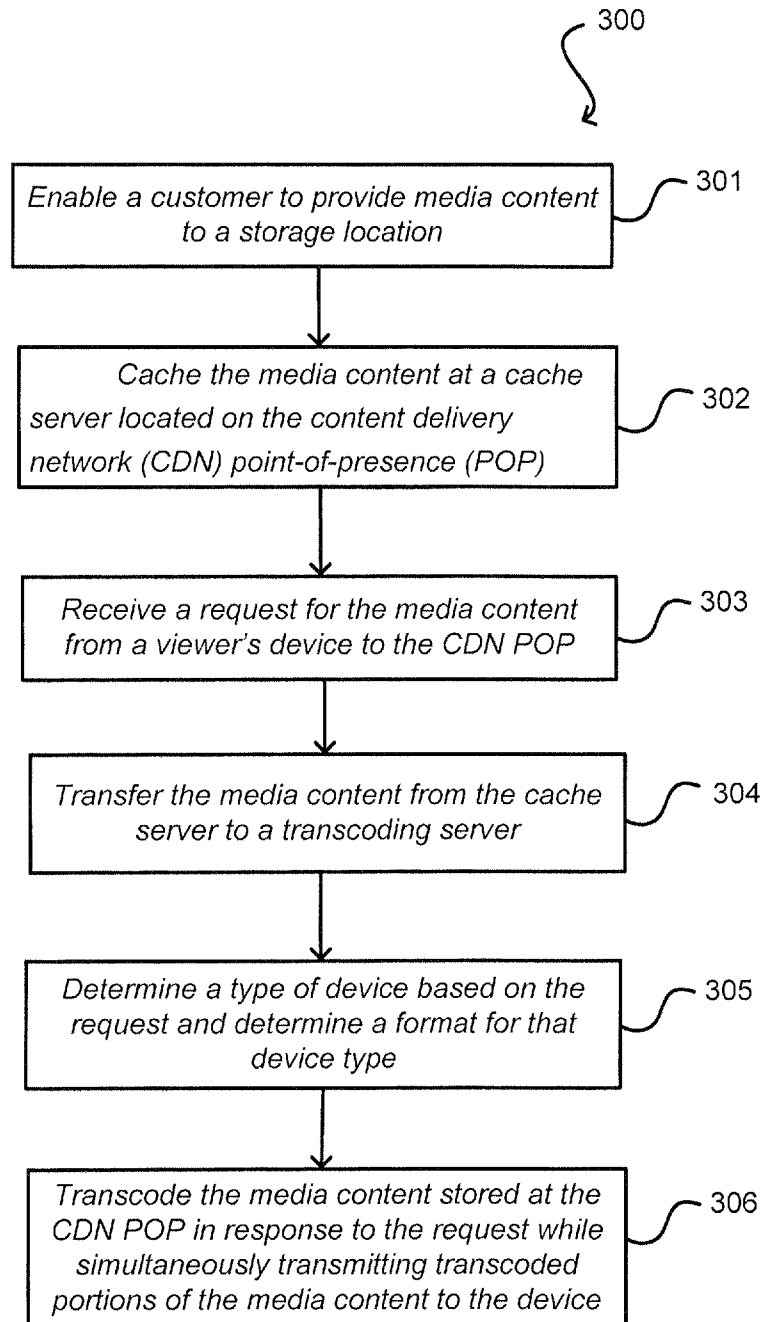 300
Enable a customer to provide media content
to a storage location
301
Cache the media content at a cache
server located on the content delivery
network (CDN) point-of-presence (POP)
302
Receive a request for the media content
from a viewer's device to the CDN POP
303
Transfer the media content from the cache
server to a transcoding server
304
Determine a type of device based on the
request and determine a format for that
device type
305
Transcode the media content stored at the
CDN POP in response to the request while
simultaneously transmitting transcoded
portions of the media content to the device
306